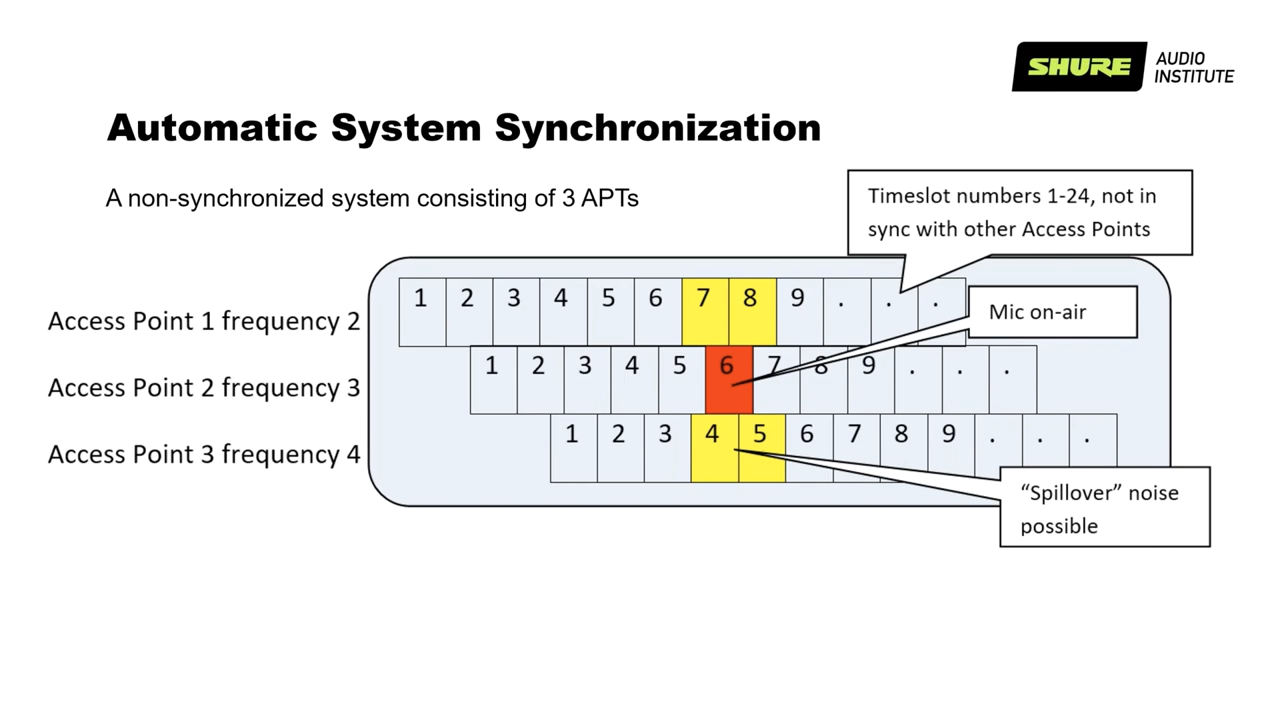 SHURE
AUDIO
INSTITUTE
Automatic System Synchronization
A non-synchronized system consisting of 3 APTs
Timeslot numbers 1-24, not in
sync with other Access Points
Access Point 1 frequency 2
1 2 3 4 5 6 7 8 9 . . .
Mic on-air
Access Point 2 frequency 3
1 2 3 4 5 6 7 8 9 . . .
Access Point 3 frequency 4
1 2 3 4 5 6 7 8 9 . . .
“Spillover” noise
possible